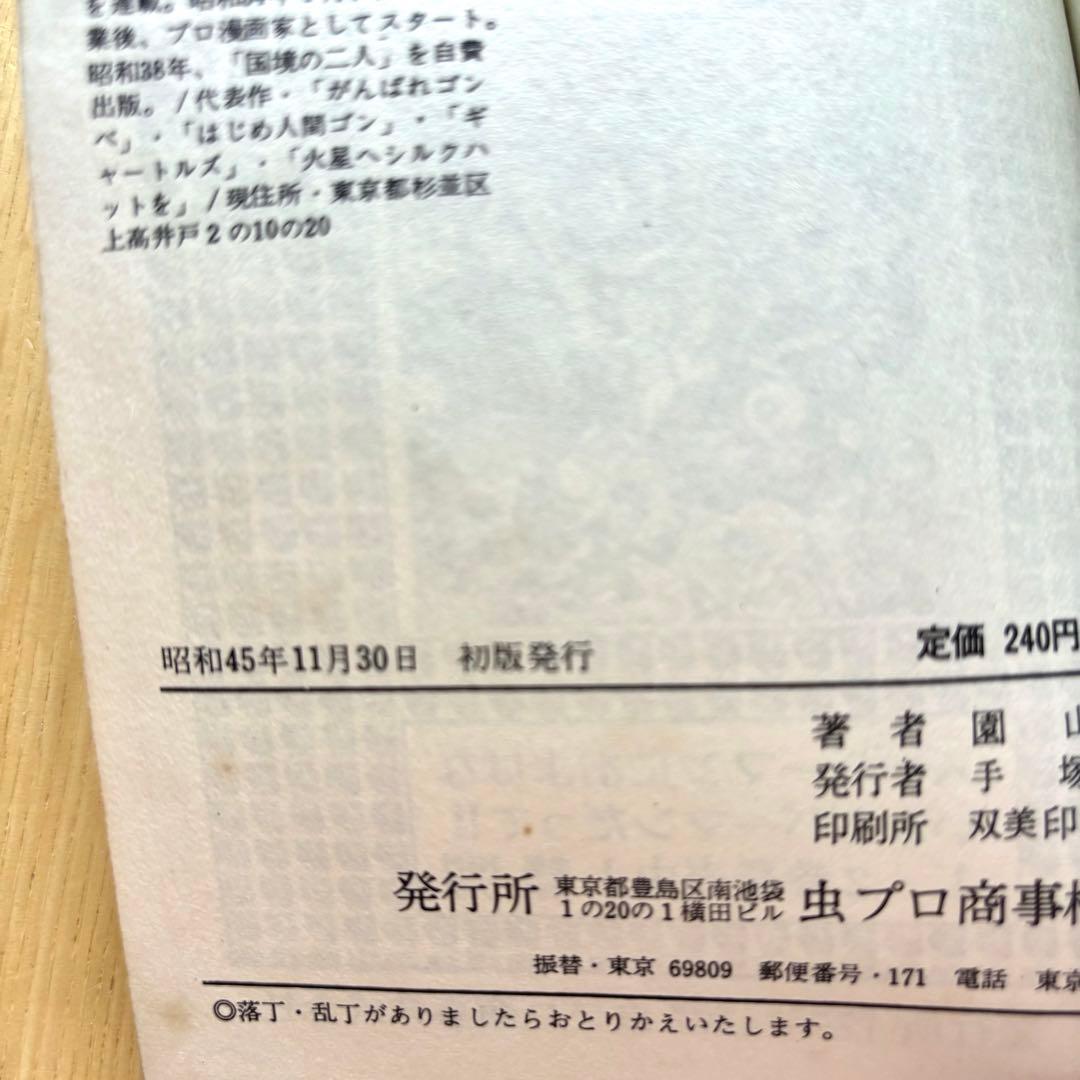 を連載。昭和
業後、プロ漫画家としてスタート。
昭和38年、「国境の二人」を自費
出版。/代表作・「がんばれゴン
ベ」・「はじめ人間ゴン」・「ギ
ャートルズ」・「火星へシルクハ
ットを」/現住所・東京都杉並区
上高井戸2の10の20
昭和45年11月30日 初版発行 定価 240円
著者 園山
発行者 手塚
印刷所 双美印
発行所 東京都豊島区南池袋
1の20の1横田ビル 虫プロ商事株
振替・東京 69809 郵便番号・171 電話 東京
◎落丁・乱丁がありましたらおとりかえいたします。